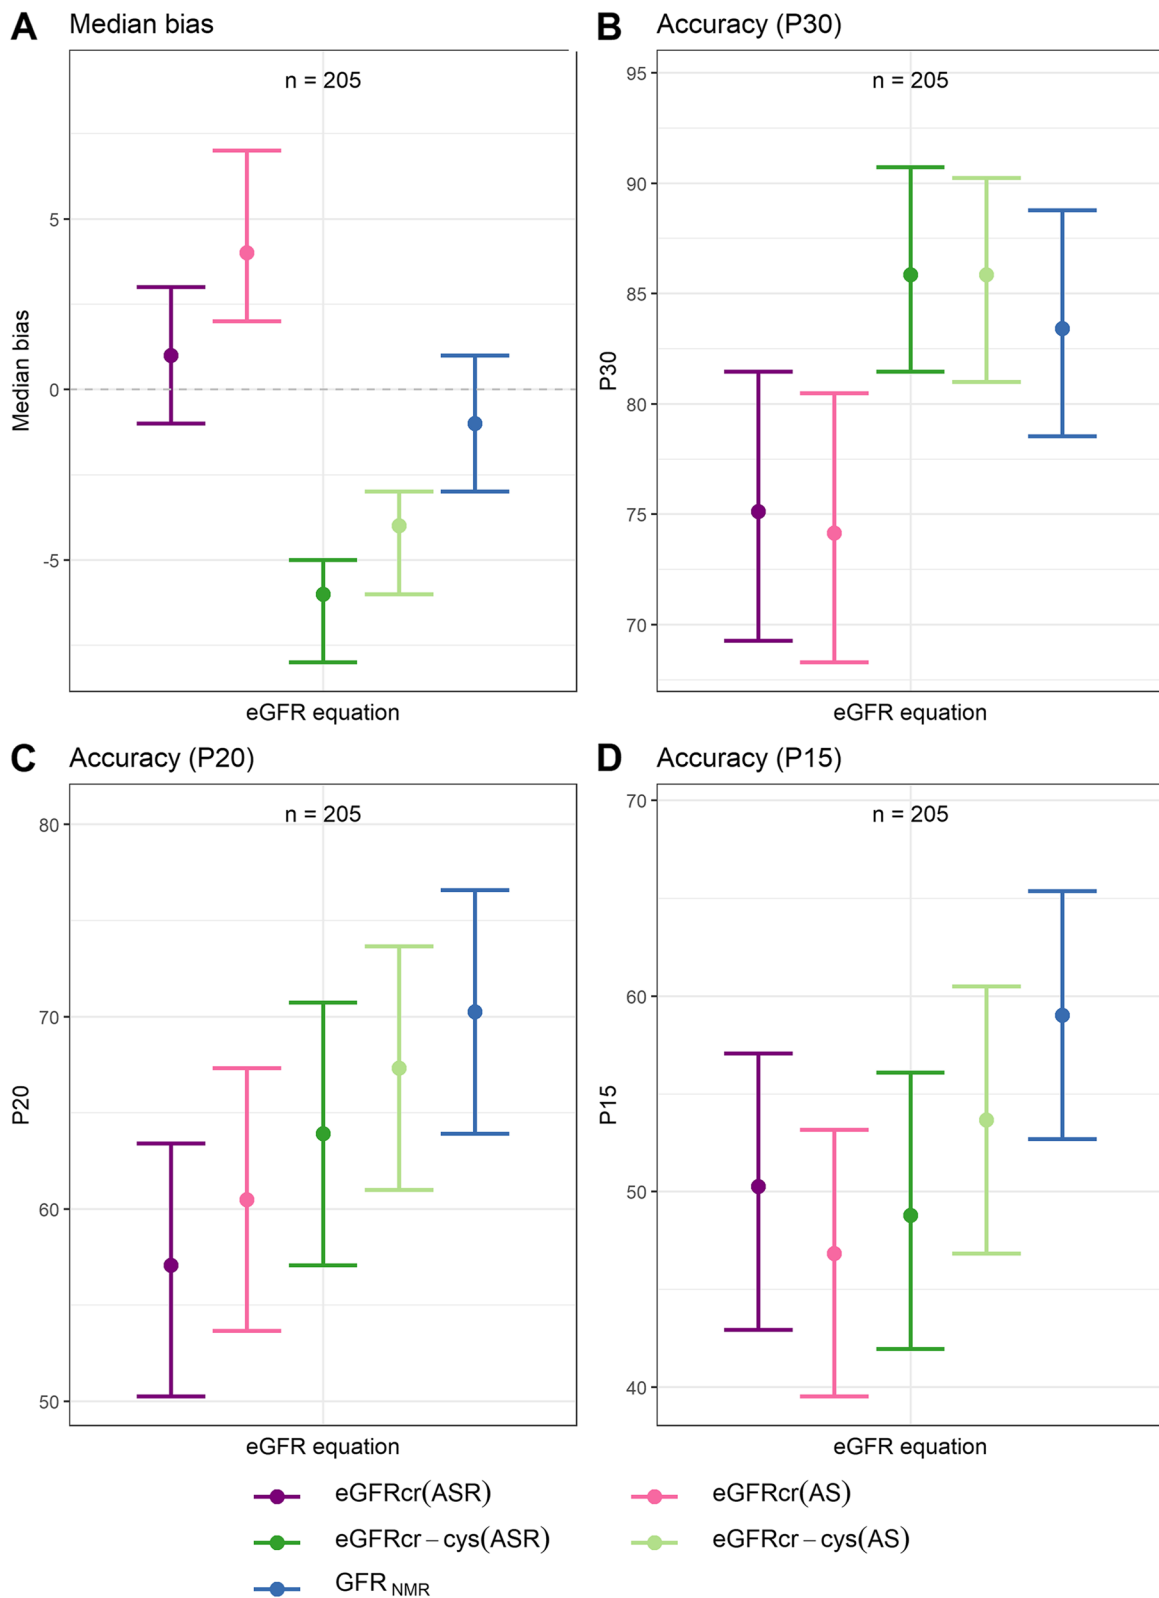 A Median bias
n = 205
5
0
-5
Median bias
eGFR equation
B Accuracy (P30)
n = 205
95
90
85
80
75
70
P30
eGFR equation
C Accuracy (P20)
n = 205
80
70
60
50
P20
eGFR equation
D Accuracy (P15)
n = 205
70
60
50
40
P15
eGFR equation
eGFRcr(ASR)
eGFRcr(AS)
eGFRcr–cys(ASR)
eGFRcr–cys(AS)
GFR NMR